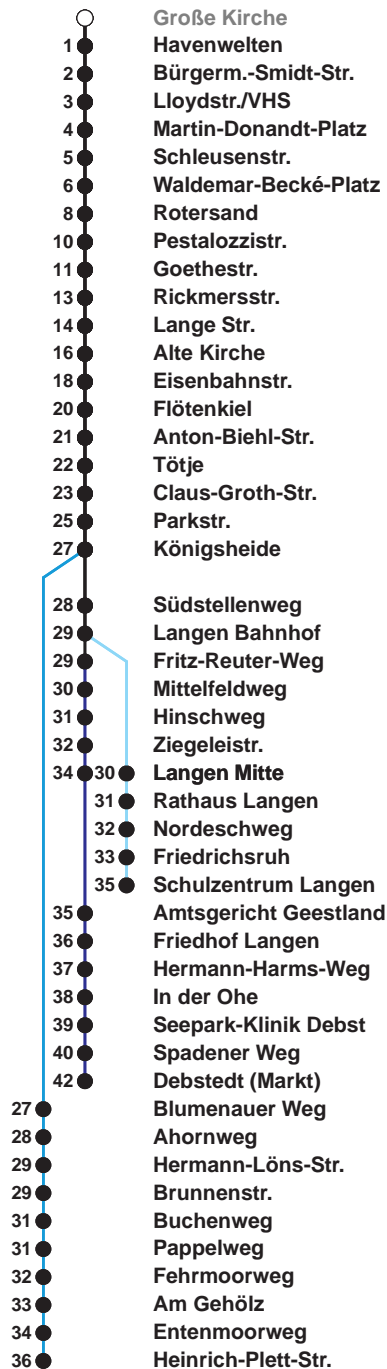 Große Kirche
1 Havenwelten
2 Bürgerm.-Smidt-Str.
3 Lloydstr./VHS
4 Martin-Donandt-Platz
5 Schleusenstr.
6 Waldemar-Becké-Platz
8 Rotersand
10 Pestalozzistr.
11 Goethestr.
13 Rickmersstr.
14 Lange Str.
16 Alte Kirche
18 Eisenbahnstr.
20 Flötenkiel
21 Anton-Biehl-Str.
22 Tötje
23 Claus-Groth-Str.
25 Parkstr.
27 Königsheide
28 Südstellenweg
29 Langen Bahnhof
29 Fritz-Reuter-Weg
30 Mittelfeldweg
31 Hinschweg
32 Ziegeleistr.
34 30 Langen Mitte
31 Rathaus Langen
32 Nordeschweg
33 Friedrichsruh
35 Schulzentrum Langen
35 Amtsgericht Geestland
36 Friedhof Langen
37 Hermann-Harms-Weg
38 In der Ohe
39 Seepark-Klinik Debst
40 Spadener Weg
42 Debstedt (Markt)
27 Blumenauer Weg
28 Ahornweg
29 Hermann-Löns-Str.
29 Brunnenstr.
31 Buchenweg
31 Pappelweg
32 Fehrmoorweg
33 Am Gehölz
34 Entenmoorweg
36 Heinrich-Plett-Str.